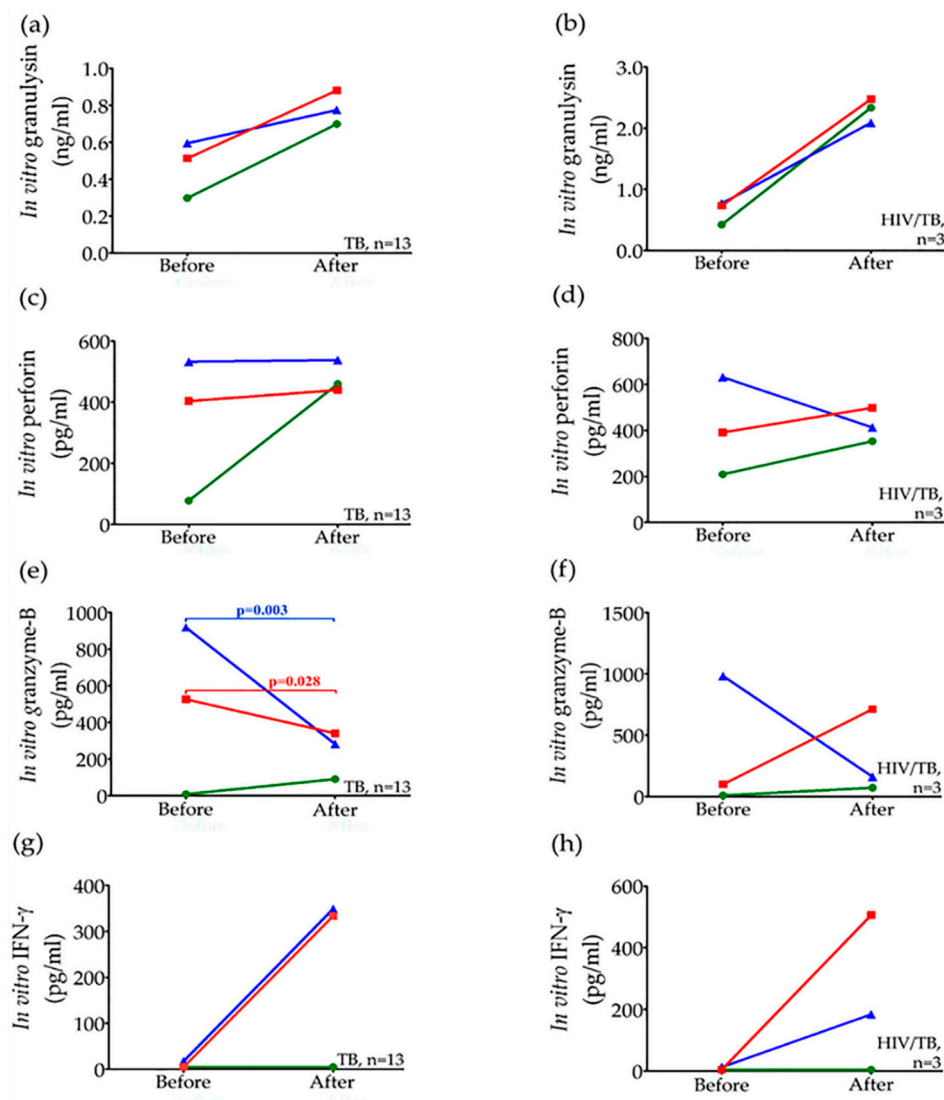 (a)
In vitro granulysin
(ng/ml)
1.0
0.8
0.6
0.4
0.2
0.0
TB, n=13
Before
After
(b)
In vitro granulysin
(ng/ml)
3.0
2.0
1.0
0.0
HIV/TB,
n=3
Before
After
(c)
In vitro perforin
(pg/ml)
600
400
200
0
TB, n=13
Before
After
(d)
In vitro perforin
(pg/ml)
800
600
400
200
0
HIV/TB,
n=3
Before
After
(e)
In vitro granzyme-B
(pg/ml)
1000
800
600
400
200
0
p=0.003
p=0.028
TB, n=13
Before
After
(f)
In vitro granzyme-B
(pg/ml)
1500
1000
500
0
HIV/TB,
n=3
Before
After
(g)
In vitro IFN-γ
(pg/ml)
400
300
200
100
0
TB, n=13
Before
After
(h)
In vitro IFN-γ
(pg/ml)
600
400
200
0
HIV/TB,
n=3
Before
After